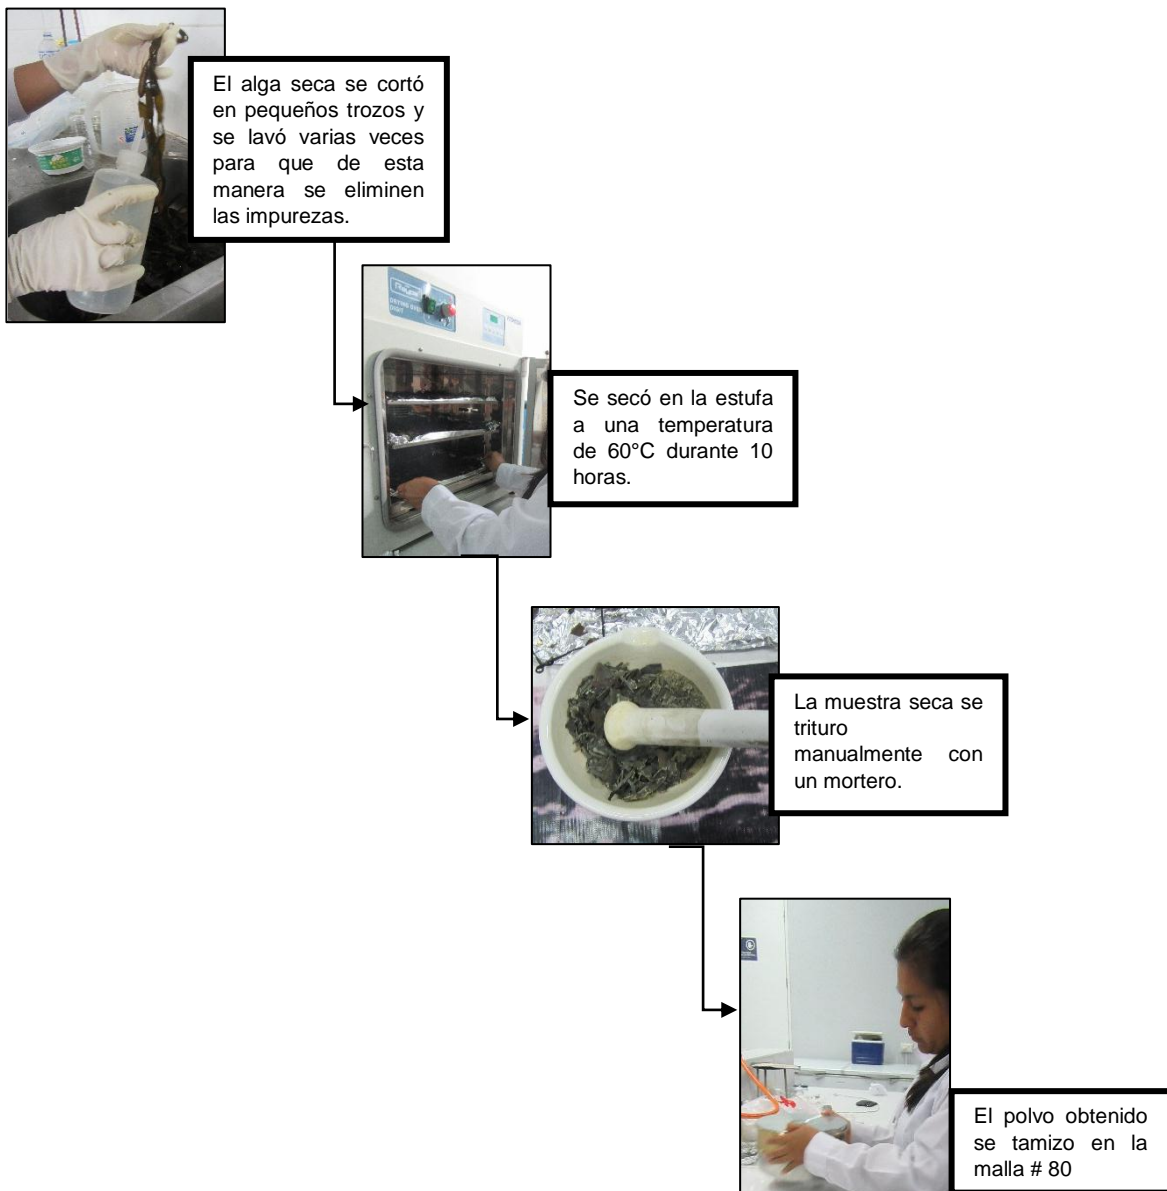 El alga seca se cortó
en pequeños trozos y
se lavó varias veces
para que de esta
manera se eliminen
las impurezas.
Se secó en la estufa
a una temperatura
de 60°C durante 10
horas.
La muestra seca se
trituro
manualmente con
un mortero.
El polvo obtenido
se tamizo en la
malla # 80